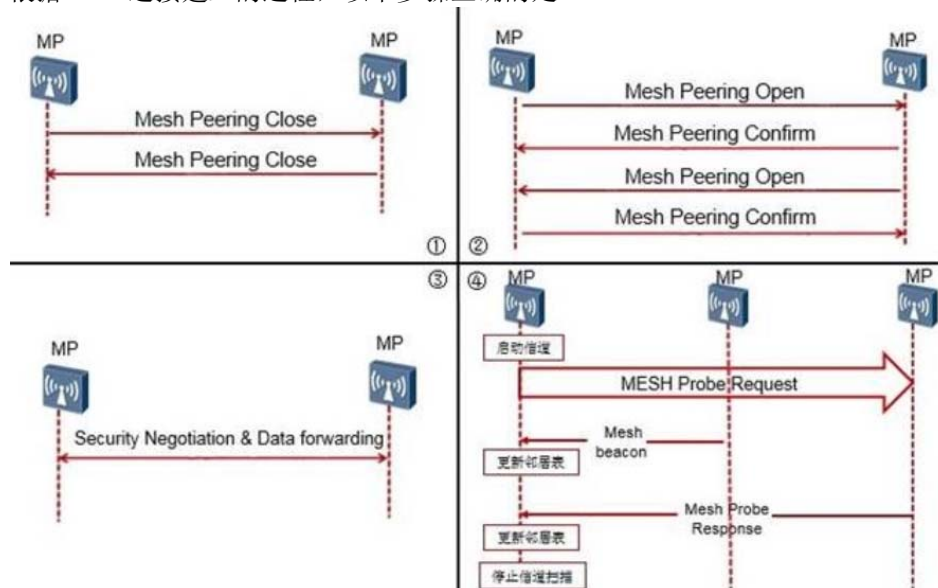 MP
MP
Mesh Peering Close
Mesh Peering Close
①
MP
MP
Mesh Peering Open
Mesh Peering Confirm
Mesh Peering Open
Mesh Peering Confirm
②
③
MP
MP
Security Negotiation & Data forwarding
④
MP
MP
MP
启动信道
MESH Probe Request
Mesh
beacon
更新邻居表
Mesh Probe
Response
更新邻居表
停止信道扫描